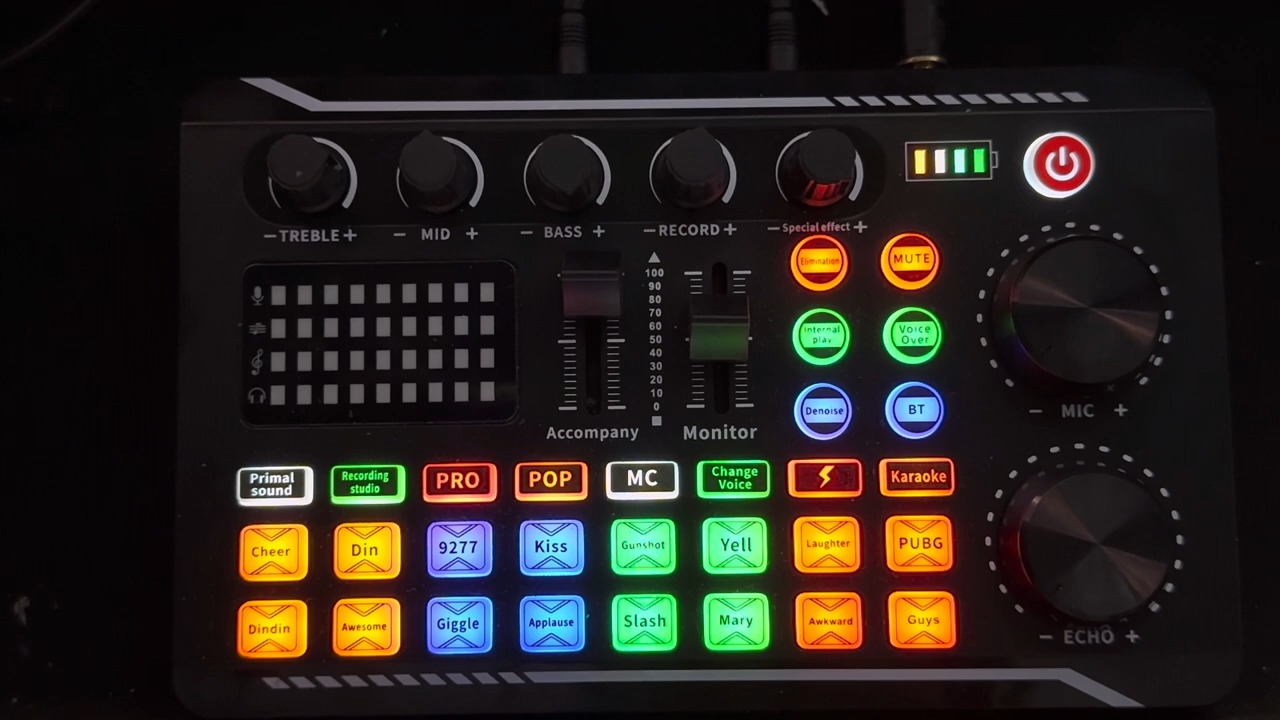 −TREBLE+
− MID +
− BASS +
−RECORD+
−Special effect+
Elimination
MUTE
100
90
80
70
60
50
40
30
20
10
0
Internal
play
Voice
Over
Denoise
BT
Accompany
Monitor
− MIC +
Primal
sound
Recording
studio
PRO
POP
MC
Change
Voice
Karaoke
Cheer
Din
9277
Kiss
Gunshot
Yell
Laughter
PUBG
Dindin
Awesome
Giggle
Applause
Slash
Mary
Awkward
Guys
− ECHO +